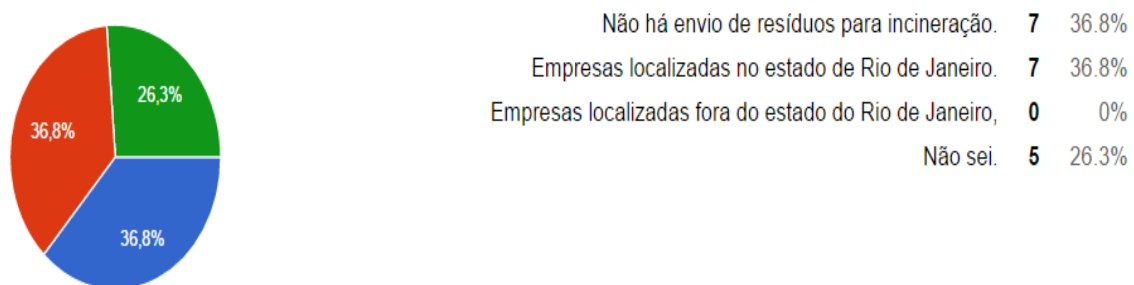 Não há envio de resíduos para incineração. 7 36.8%
Empresas localizadas no estado de Rio de Janeiro. 7 36.8%
Empresas localizadas fora do estado do Rio de Janeiro, 0 0%
Não sei. 5 26.3%
26,3%
36,8%
36,8%